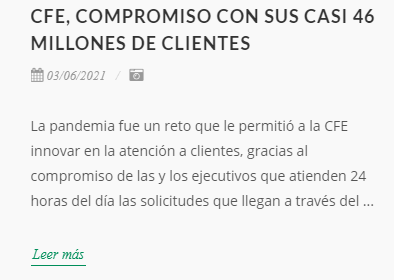 CFE, COMPROMISO CON SUS CASI 46
MILLONES DE CLIENTES
03/06/2021 /
La pandemia fue un reto que le permitió a la CFE
innovar en la atención a clientes, gracias al
compromiso de las y los ejecutivos que atienden 24
horas del día las solicitudes que llegan a través del ...
Leer más